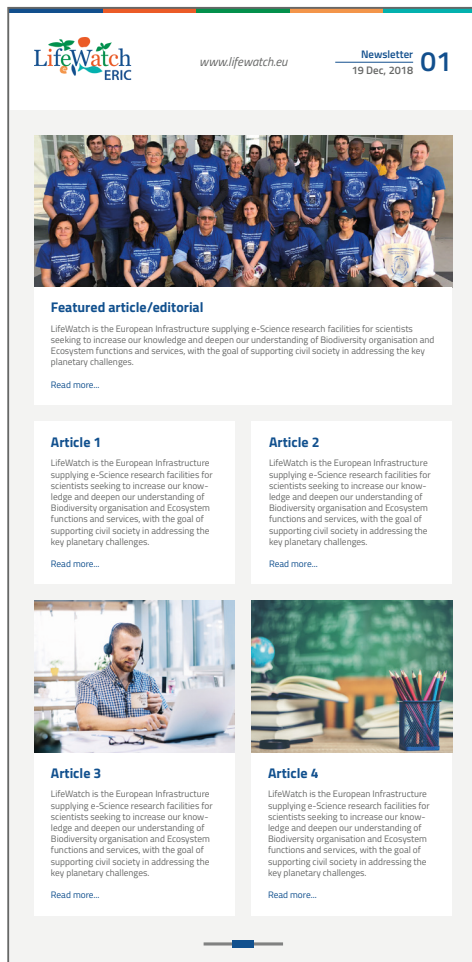 LifeWatch
ERIC
www.lifewatch.eu
Newsletter
19 Dec, 2018
01
Featured article/editorial
LifeWatch is the European Infrastructure supplying e-Science research facilities for scientists
seeking to increase our knowledge and deepen our understanding of Biodiversity organisation and
Ecosystem functions and services, with the goal of supporting civil society in addressing the key
planetary challenges.
Read more...
Article 1
LifeWatch is the European Infrastructure
supplying e-Science research facilities for
scientists seeking to increase our know-
ledge and deepen our understanding of
Biodiversity organisation and Ecosystem
functions and services, with the goal of
supporting civil society in addressing the
key planetary challenges.
Read more...
Article 2
LifeWatch is the European Infrastructure
supplying e-Science research facilities for
scientists seeking to increase our know-
ledge and deepen our understanding of
Biodiversity organisation and Ecosystem
functions and services, with the goal of
supporting civil society in addressing the
key planetary challenges.
Read more...
Article 3
LifeWatch is the European Infrastructure
supplying e-Science research facilities for
scientists seeking to increase our know-
ledge and deepen our understanding of
Biodiversity organisation and Ecosystem
functions and services, with the goal of
supporting civil society in addressing the
key planetary challenges.
Read more...
Article 4
LifeWatch is the European Infrastructure
supplying e-Science research facilities for
scientists seeking to increase our know-
ledge and deepen our understanding of
Biodiversity organisation and Ecosystem
functions and services, with the goal of
supporting civil society in addressing the
key planetary challenges.
Read more...